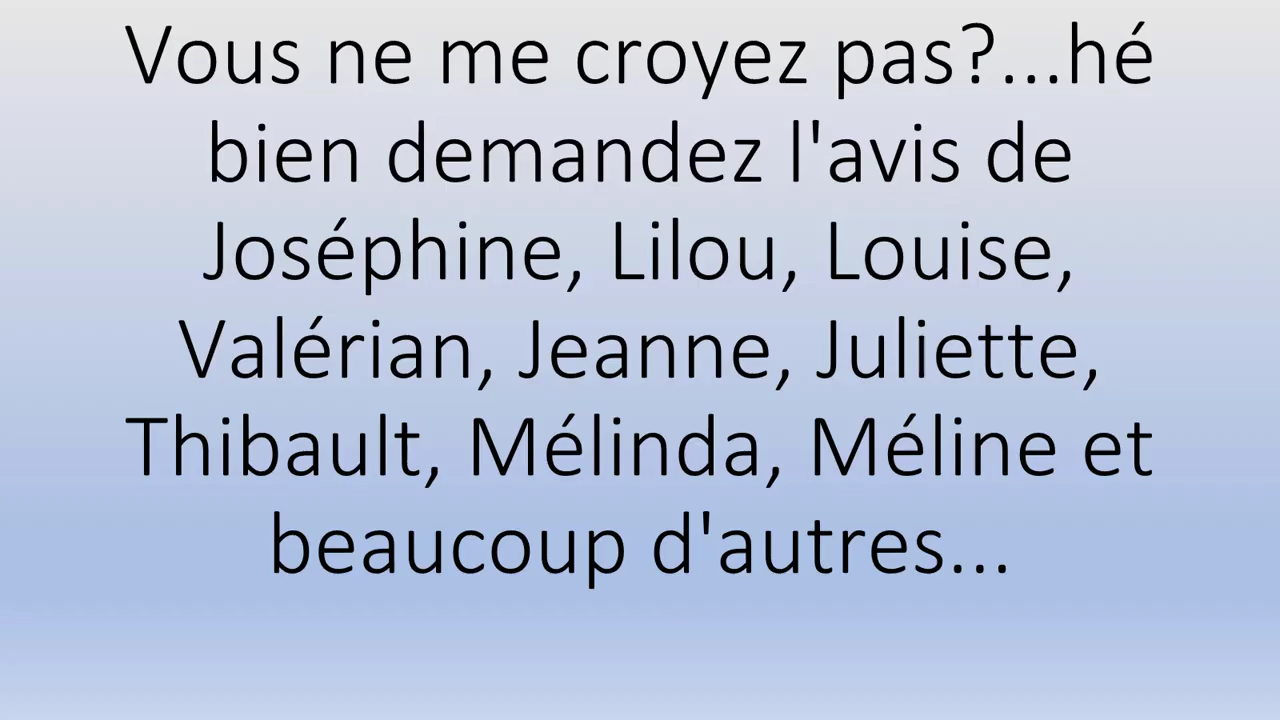 Vous ne me croyez pas?...hé
bien demandez l'avis de
Joséphine, Lilou, Louise,
Valérian, Jeanne, Juliette,
Thibault, Mélinda, Méline et
beaucoup d'autres...